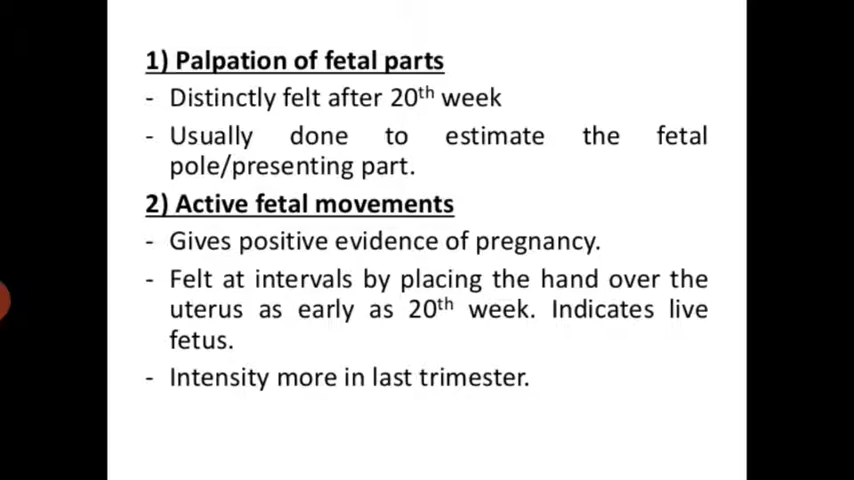 1) Palpation of fetal parts
- Distinctly felt after 20th week
- Usually done to estimate the fetal
pole/presenting part.
2) Active fetal movements
- Gives positive evidence of pregnancy.
- Felt at intervals by placing the hand over the
uterus as early as 20th week. Indicates live
fetus.
- Intensity more in last trimester.